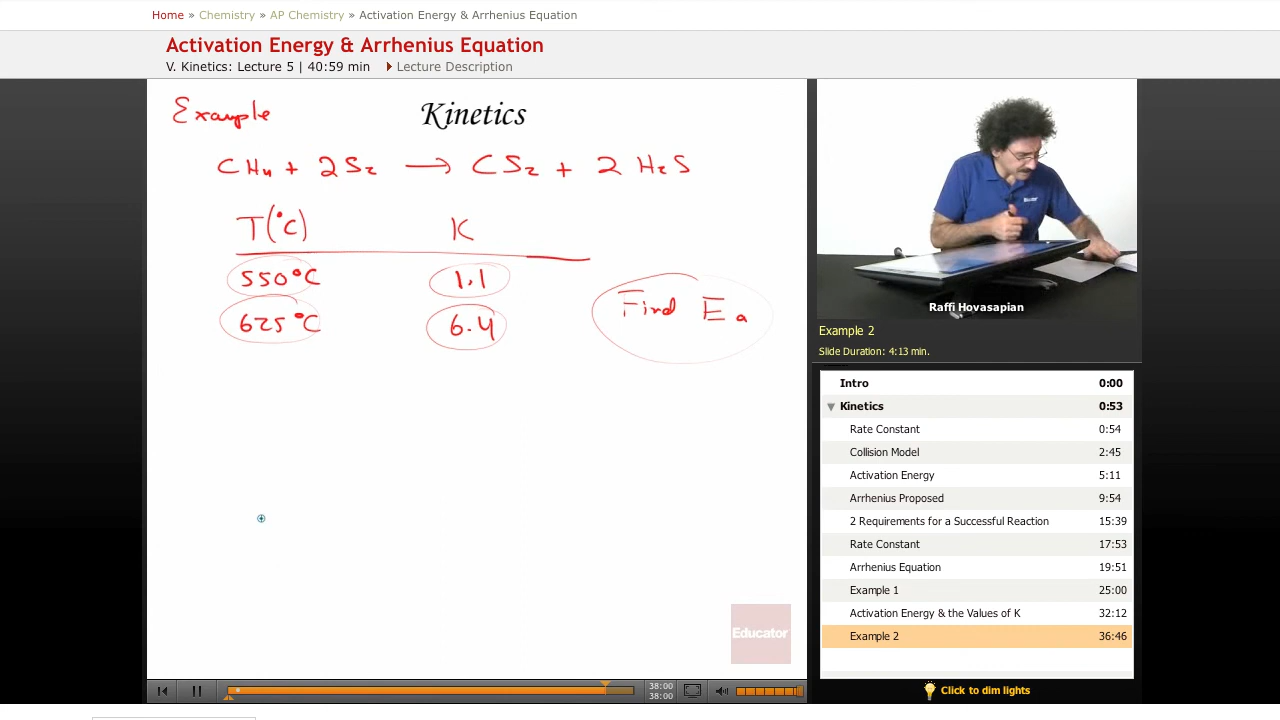 Home » Chemistry » AP Chemistry » Activation Energy & Arrhenius Equation
Activation Energy & Arrhenius Equation
V. Kinetics: Lecture 5 | 40:59 min Lecture Description
Example Kinetics
CH₄ + 2S₂ → CS₂ + 2 H₂S
T(°C) K
550°C 1.1
625°C 6.4
Find Eₐ
Educator
Educator
Raffi Hovasapian
Example 2
Slide Duration: 4:13 min.
Intro 0:00
Kinetics 0:53
Rate Constant 0:54
Collision Model 2:45
Activation Energy 5:11
Arrhenius Proposed 9:54
2 Requirements for a Successful Reaction 15:39
Rate Constant 17:53
Arrhenius Equation 19:51
Example 1 25:00
Activation Energy & the Values of K 32:12
Example 2 36:46
38:00
38:00
Click to dim lights